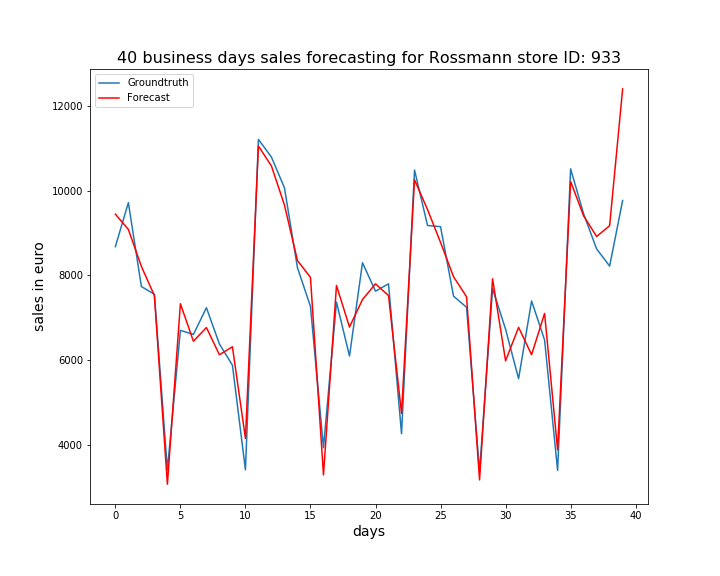 40 business days sales forecasting for Rossmann store ID: 933
Groundtruth
Forecast
sales in euro
12000
10000
8000
6000
4000
0 5 10 15 20 25 30 35 40
days